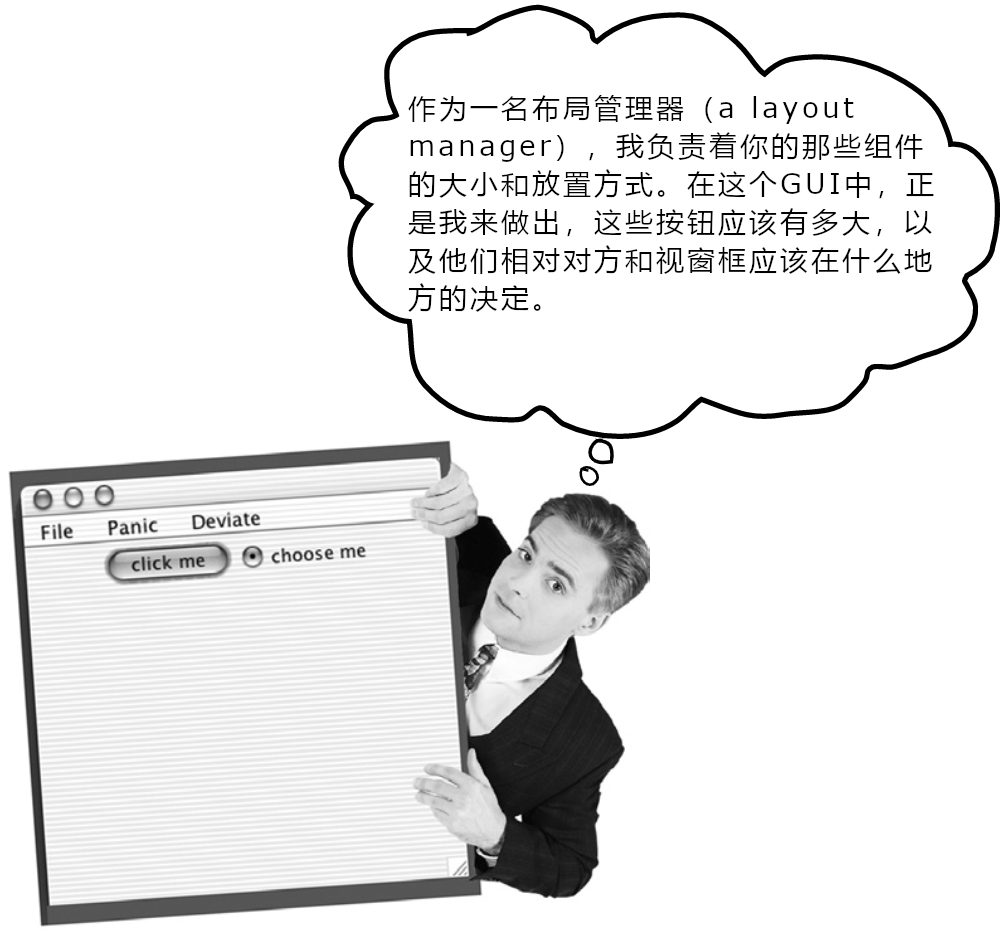 作为一名布局管理器（a layout
manager），我负责着你的那些组件
的大小和放置方式。在这个GUI中，正
是我来做出，这些按钮应该有多大，以
及他们相对对方和视窗框应该在什么地
方的决定。
File Panic Deviate
click me choose me